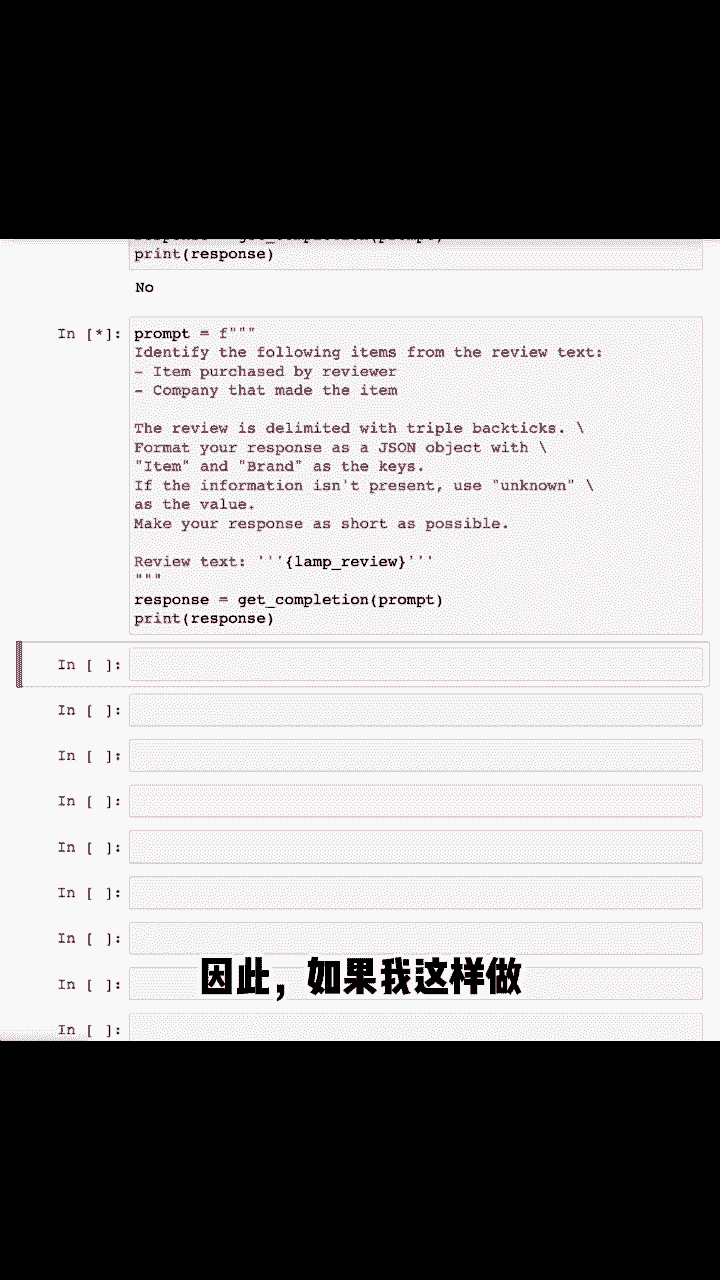 print(response)
No
In [*]: prompt = f"""
Identify the following items from the review text:
- Item purchased by reviewer
- Company that made the item
The review is delimited with triple backticks. \
Format your response as a JSON object with \
"Item" and "Brand" as the keys.
If the information isn't present, use "unknown" \
as the value.
Make your response as short as possible.
Review text: '''{lamp_review}'''
"""
response = get_completion(prompt)
print(response)
In [ ]:
In [ ]:
In [ ]:
In [ ]:
In [ ]:
In [ ]:
In [ ]:
In [ ]:
因此，如果我这样做
In [ ]: